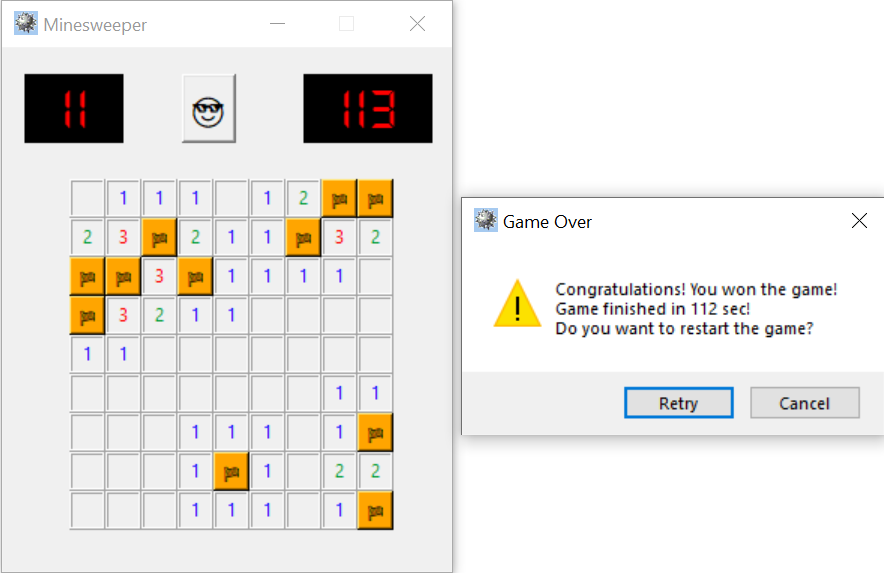 Minesweeper
11 113
1 1 1 1 2
2 3 2 1 1 3 2
3 1 1 1 1
3 2 1 1
1 1
1 1
1 1 1 1
1 1 2 2
1 1 1 1
Game Over
Congratulations! You won the game!
Game finished in 112 sec!
Do you want to restart the game?
Retry Cancel